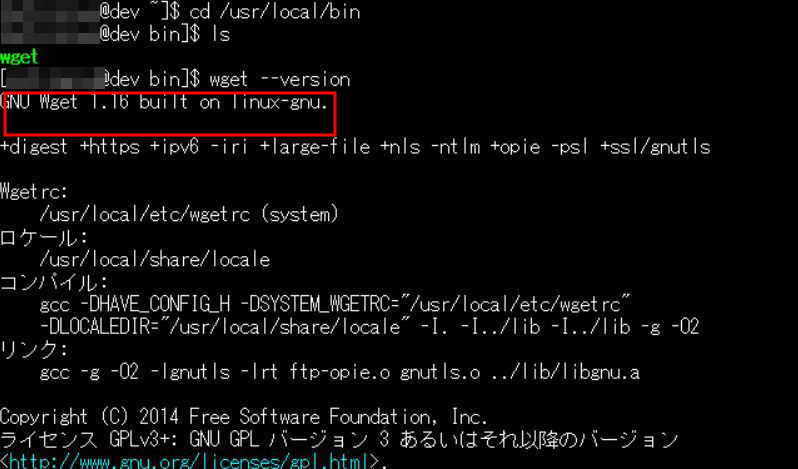 @dev ~]$ cd /usr/local/bin
@dev bin]$ ls
wget
[ @dev bin]$ wget --version
GNU Wget 1.16 built on linux-gnu.
+digest +https +ipv6 -iri +large-file +nls -ntlm +opie -psl +ssl/gnutls
Wgetrc:
/usr/local/etc/wgetrc (system)
ロケール:
/usr/local/share/locale
コンパイル:
gcc -DHAVE_CONFIG_H -DSYSTEM_WGETRC="/usr/local/etc/wgetrc"
-DLOCALEDIR="/usr/local/share/locale" -I. -I../lib -I../lib -g -O2
リンク:
gcc -g -O2 -lgnutls -lrt ftp-opie.o gnutls.o ../lib/libgnu.a
Copyright (C) 2014 Free Software Foundation, Inc.
ライセンス GPLv3+: GNU GPL バージョン 3 あるいはそれ以降のバージョン
<http://www.gnu.org/licenses/gpl.html>.